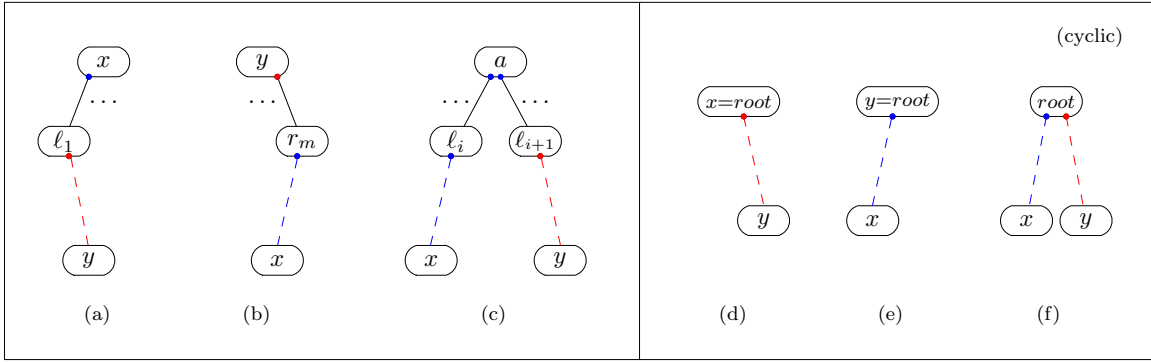 (cyclic)
x
y
a
x=root
y=root
root
⋯
⋯
⋯
⋯
ℓ₁
rₘ
ℓᵢ
ℓᵢ₊₁
y
x
x
y
y
x
x
y
(a)
(b)
(c)
(d)
(e)
(f)